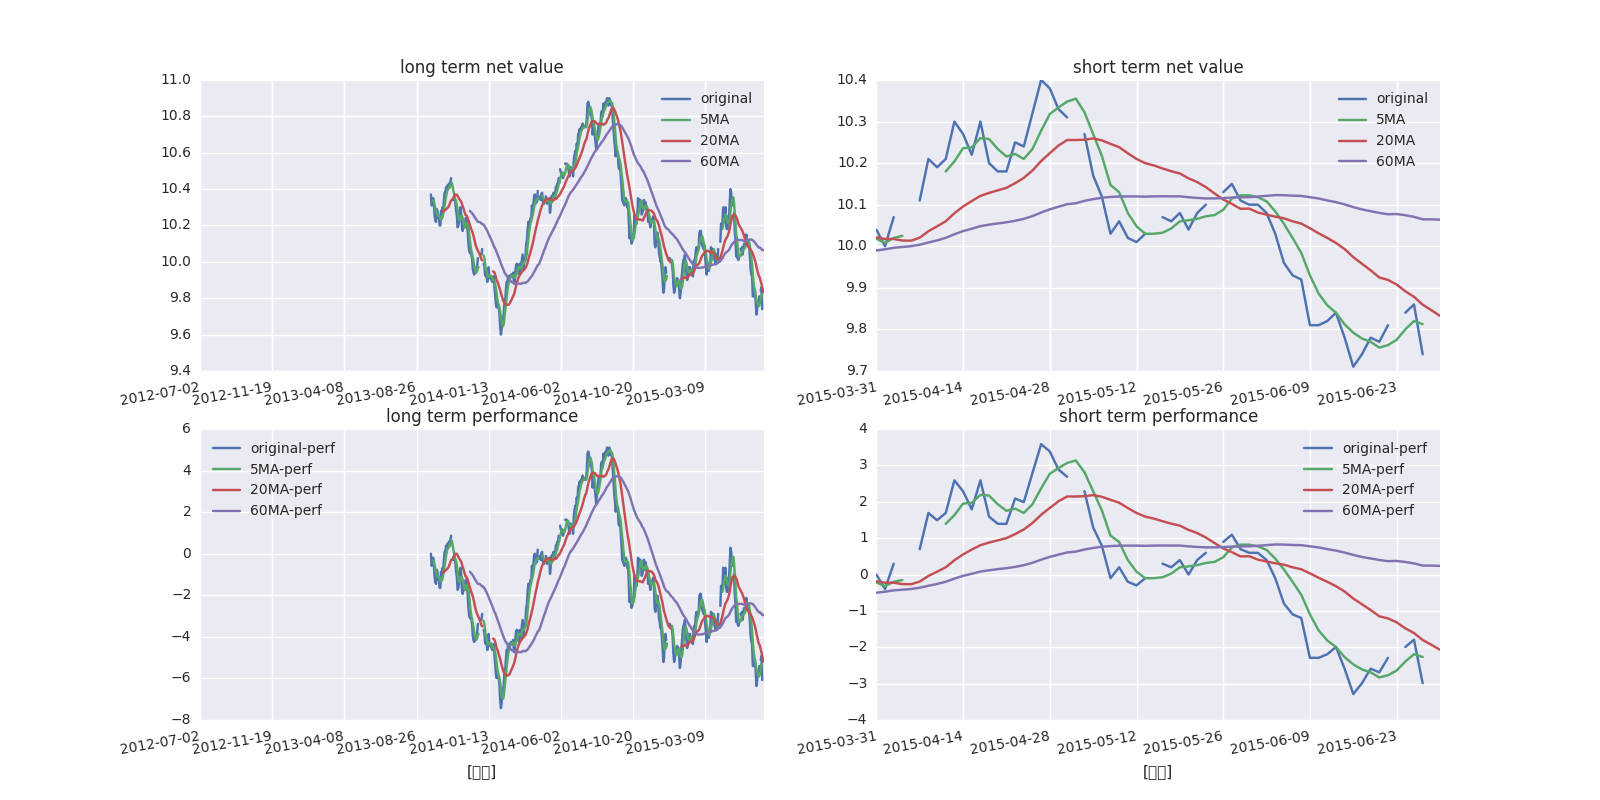 long term net value
11.0
10.8
10.6
10.4
10.2
10.0
9.8
9.6
9.4
original
5MA
20MA
60MA
2012-07-02 2012-11-19 2013-04-08 2013-08-26 2014-01-13 2014-06-02 2014-10-20 2015-03-09
short term net value
10.4
10.3
10.2
10.1
10.0
9.9
9.8
9.7
original
5MA
20MA
60MA
2015-03-31 2015-04-14 2015-04-28 2015-05-12 2015-05-26 2015-06-09 2015-06-23
long term performance
6
4
2
0
−2
−4
−6
−8
original-perf
5MA-perf
20MA-perf
60MA-perf
2012-07-02 2012-11-19 2013-04-08 2013-08-26 2014-01-13 2014-06-02 2014-10-20 2015-03-09
short term performance
4
3
2
1
0
−1
−2
−3
−4
original-perf
5MA-perf
20MA-perf
60MA-perf
2015-03-31 2015-04-14 2015-04-28 2015-05-12 2015-05-26 2015-06-09 2015-06-23